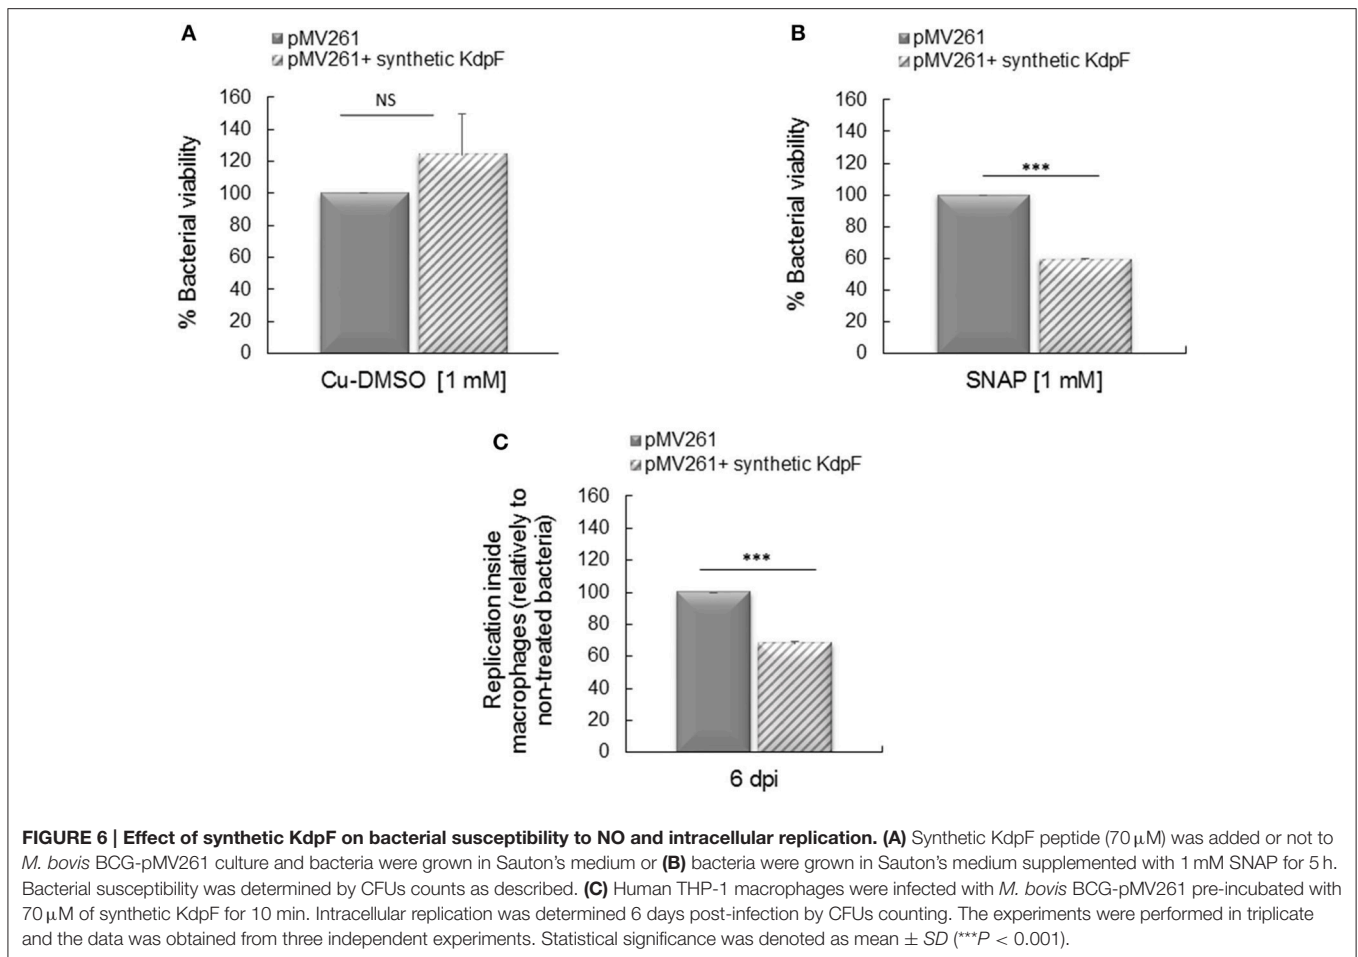 A
pMV261
pMV261+ synthetic KdpF
160
140
120
100
80
60
40
20
0
% Bacterial viability
NS
Cu-DMSO [1 mM]
B
pMV261
pMV261+ synthetic KdpF
160
140
120
100
80
60
40
20
0
% Bacterial viability
***
SNAP [1 mM]
C
pMV261
pMV261+ synthetic KdpF
160
140
120
100
80
60
40
20
0
Replication inside
macrophages (relatively to
non-treated bacteria)
***
6 dpi
FIGURE 6 | Effect of synthetic KdpF on bacterial susceptibility to NO and intracellular replication. (A) Synthetic KdpF peptide (70 μM) was added or not to
M. bovis BCG-pMV261 culture and bacteria were grown in Sauton’s medium or (B) bacteria were grown in Sauton’s medium supplemented with 1 mM SNAP for 5 h.
Bacterial susceptibility was determined by CFUs counts as described. (C) Human THP-1 macrophages were infected with M. bovis BCG-pMV261 pre-incubated with
70 μM of synthetic KdpF for 10 min. Intracellular replication was determined 6 days post-infection by CFUs counting. The experiments were performed in triplicate
and the data was obtained from three independent experiments. Statistical significance was denoted as mean ± SD (***P < 0.001).